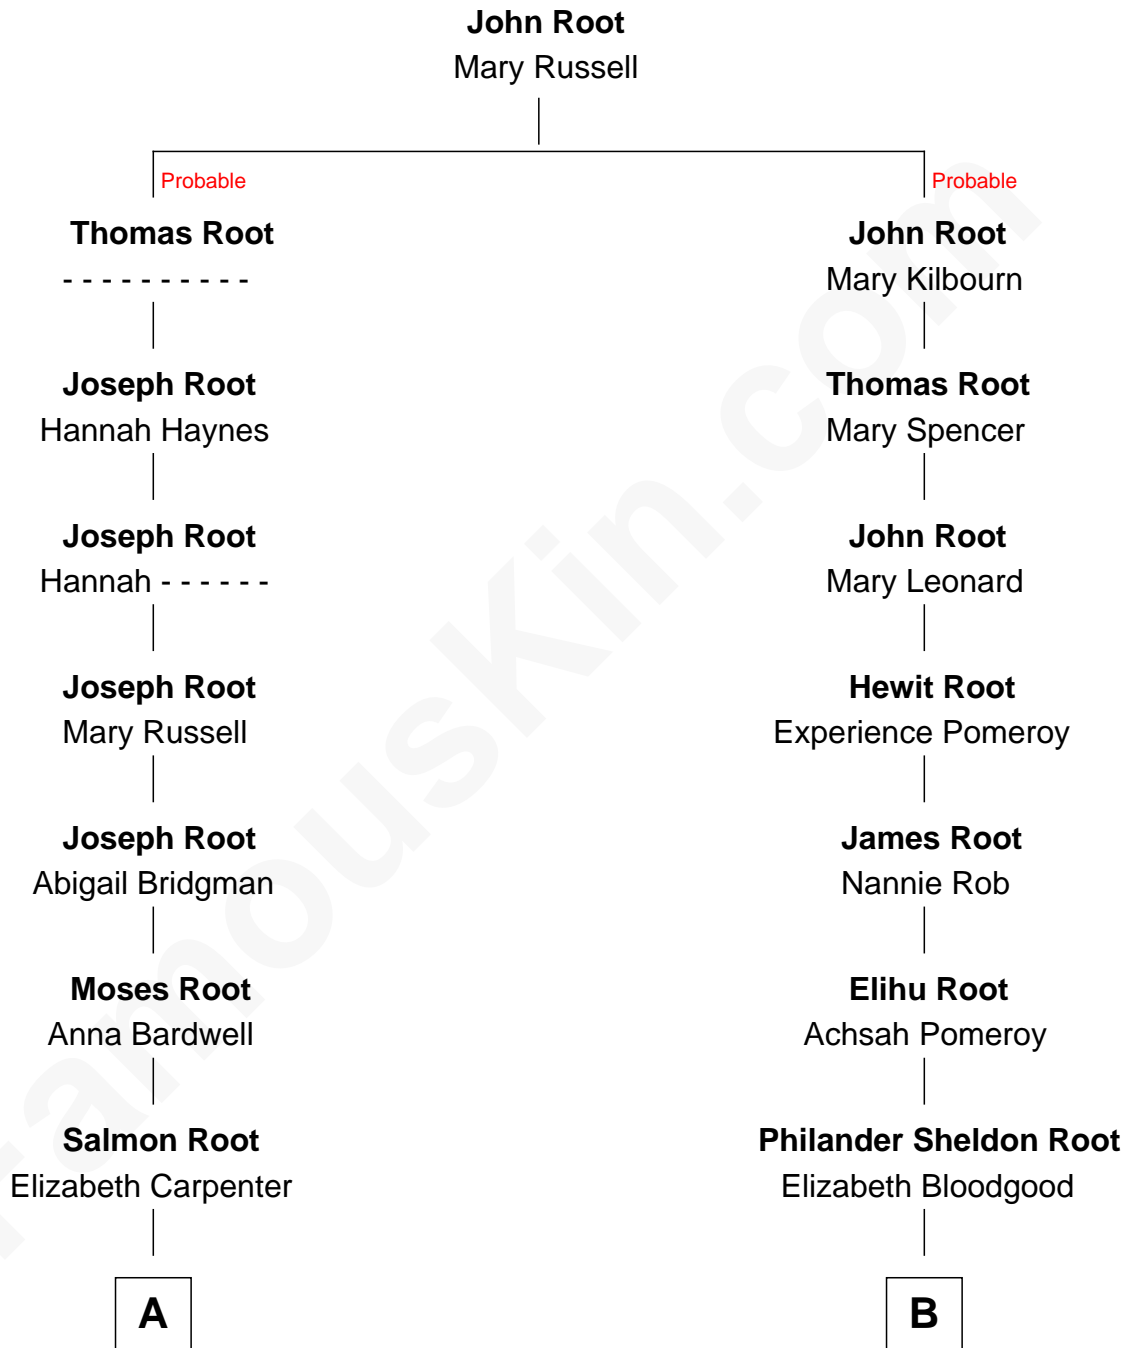 John Root
Mary Russell
Probable
Probable
Thomas Root
- - - - - - - - - -
John Root
Mary Kilbourn
Joseph Root
Hannah Haynes
Thomas Root
Mary Spencer
Joseph Root
Hannah - - - - - -
John Root
Mary Leonard
Joseph Root
Mary Russell
Hewit Root
Experience Pomeroy
Joseph Root
Abigail Bridgman
James Root
Nannie Rob
Moses Root
Anna Bardwell
Elihu Root
Achsah Pomeroy
Salmon Root
Elizabeth Carpenter
Philander Sheldon Root
Elizabeth Bloodgood
A
B
FamousKin.com